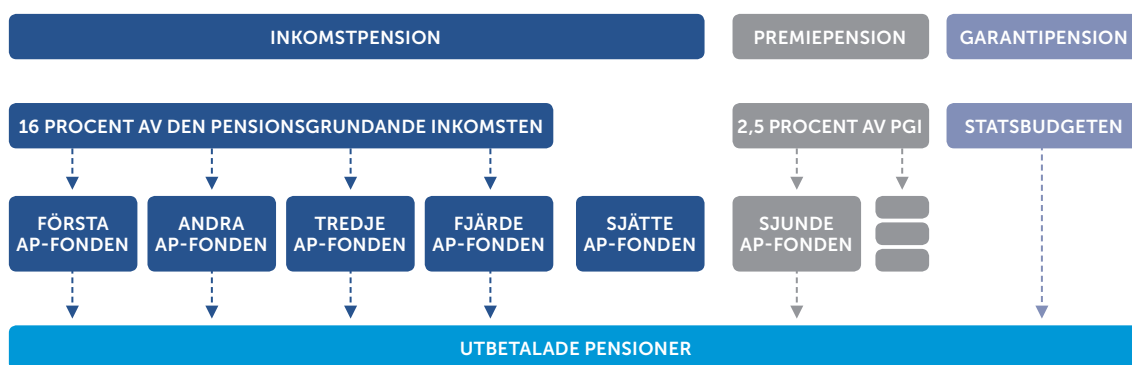 INKOMSTPENSION
PREMIEPENSION
GARANTIPENSION
16 PROCENT AV DEN PENSIONSGRUNDANDE INKOMSTEN
2,5 PROCENT AV PGI
STATSBUDGETEN
FÖRSTA
AP-FONDEN
ANDRA
AP-FONDEN
TREDJE
AP-FONDEN
FJÄRDE
AP-FONDEN
SJÄTTE
AP-FONDEN
SJUNDE
AP-FONDEN
UTBETALADE PENSIONER